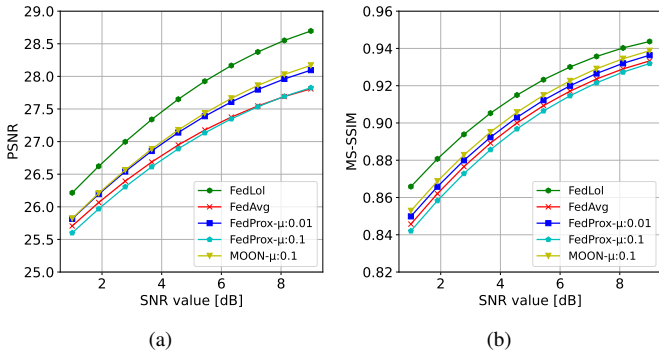 29.0
28.5
28.0
27.5
27.0
26.5
26.0
25.5
25.0
PSNR
2
4
6
8
SNR value [dB]
FedLol
FedAvg
FedProx-μ:0.01
FedProx-μ:0.1
MOON-μ:0.1
(a)
0.96
0.94
0.92
0.90
0.88
0.86
0.84
0.82
MS-SSIM
2
4
6
8
SNR value [dB]
FedLol
FedAvg
FedProx-μ:0.01
FedProx-μ:0.1
MOON-μ:0.1
(b)